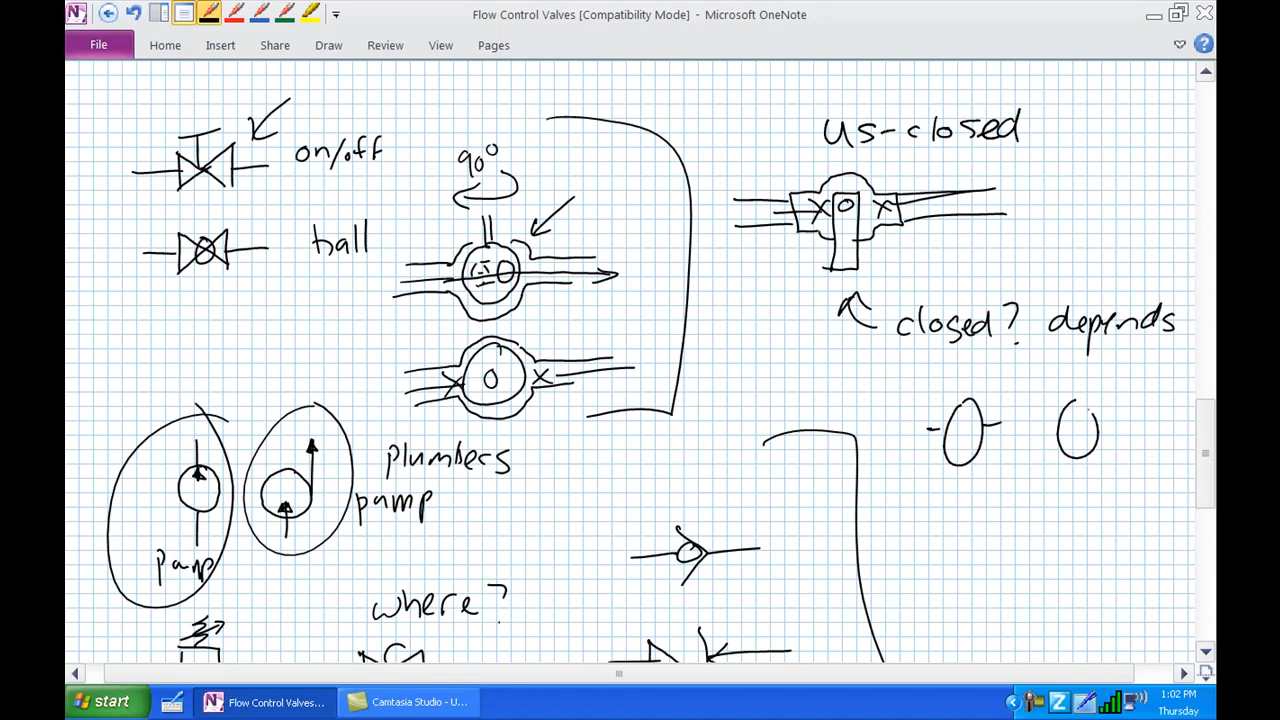 Flow Control Valves [Compatibility Mode] - Microsoft OneNote
File Home Insert Share Draw Review View Pages
us-closed
on/off
90°
ball
closed? depends
plumbers
pump
pump
where?
start
Flow Control Valves...
Camtasia Studio - U...
1:02 PM
Thursday